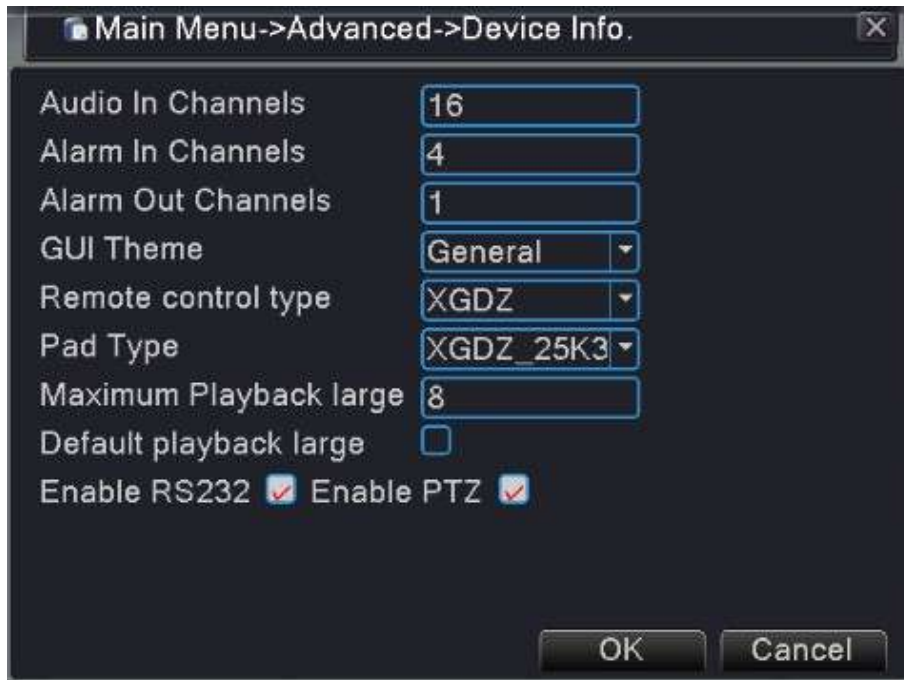 Main Menu->Advanced->Device Info.
Audio In Channels 16
Alarm In Channels 4
Alarm Out Channels 1
GUI Theme General
Remote control type XGDZ
Pad Type XGDZ_25K3
Maximum Playback large 8
Default playback large
Enable RS232 Enable PTZ
OK Cancel